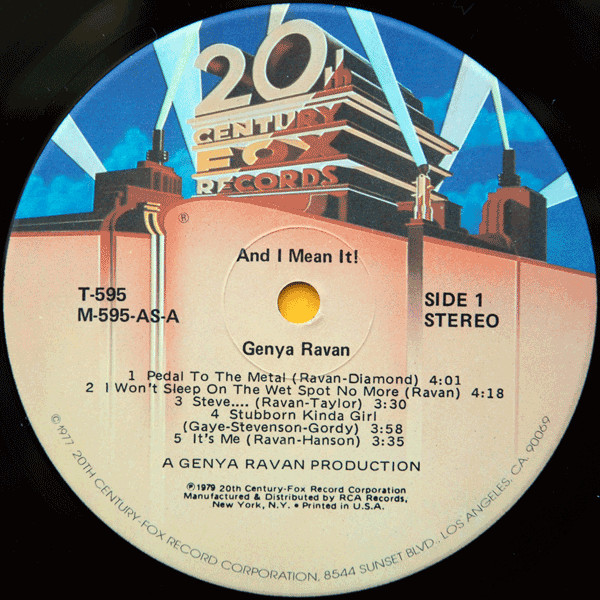 20th
CENTURY
FOX
RECORDS
®
And I Mean It!
T-595
M-595-AS-A
SIDE 1
STEREO
Genya Ravan
1 Pedal To The Metal (Ravan-Diamond) 4:01
2 I Won't Sleep On The Wet Spot No More (Ravan) 4:18
3 Steve.... (Ravan-Taylor) 3:30
4 Stubborn Kinda Girl
(Gaye-Stevenson-Gordy) 3:58
5 It's Me (Ravan-Hanson) 3:35
A GENYA RAVAN PRODUCTION
℗1979 20th Century-Fox Record Corporation
Manufactured & Distributed by RCA Records,
New York, N.Y. • Printed in U.S.A.
©1977 20TH CENTURY-FOX RECORD CORPORATION, 8544 SUNSET BLVD., LOS ANGELES, CA. 90069